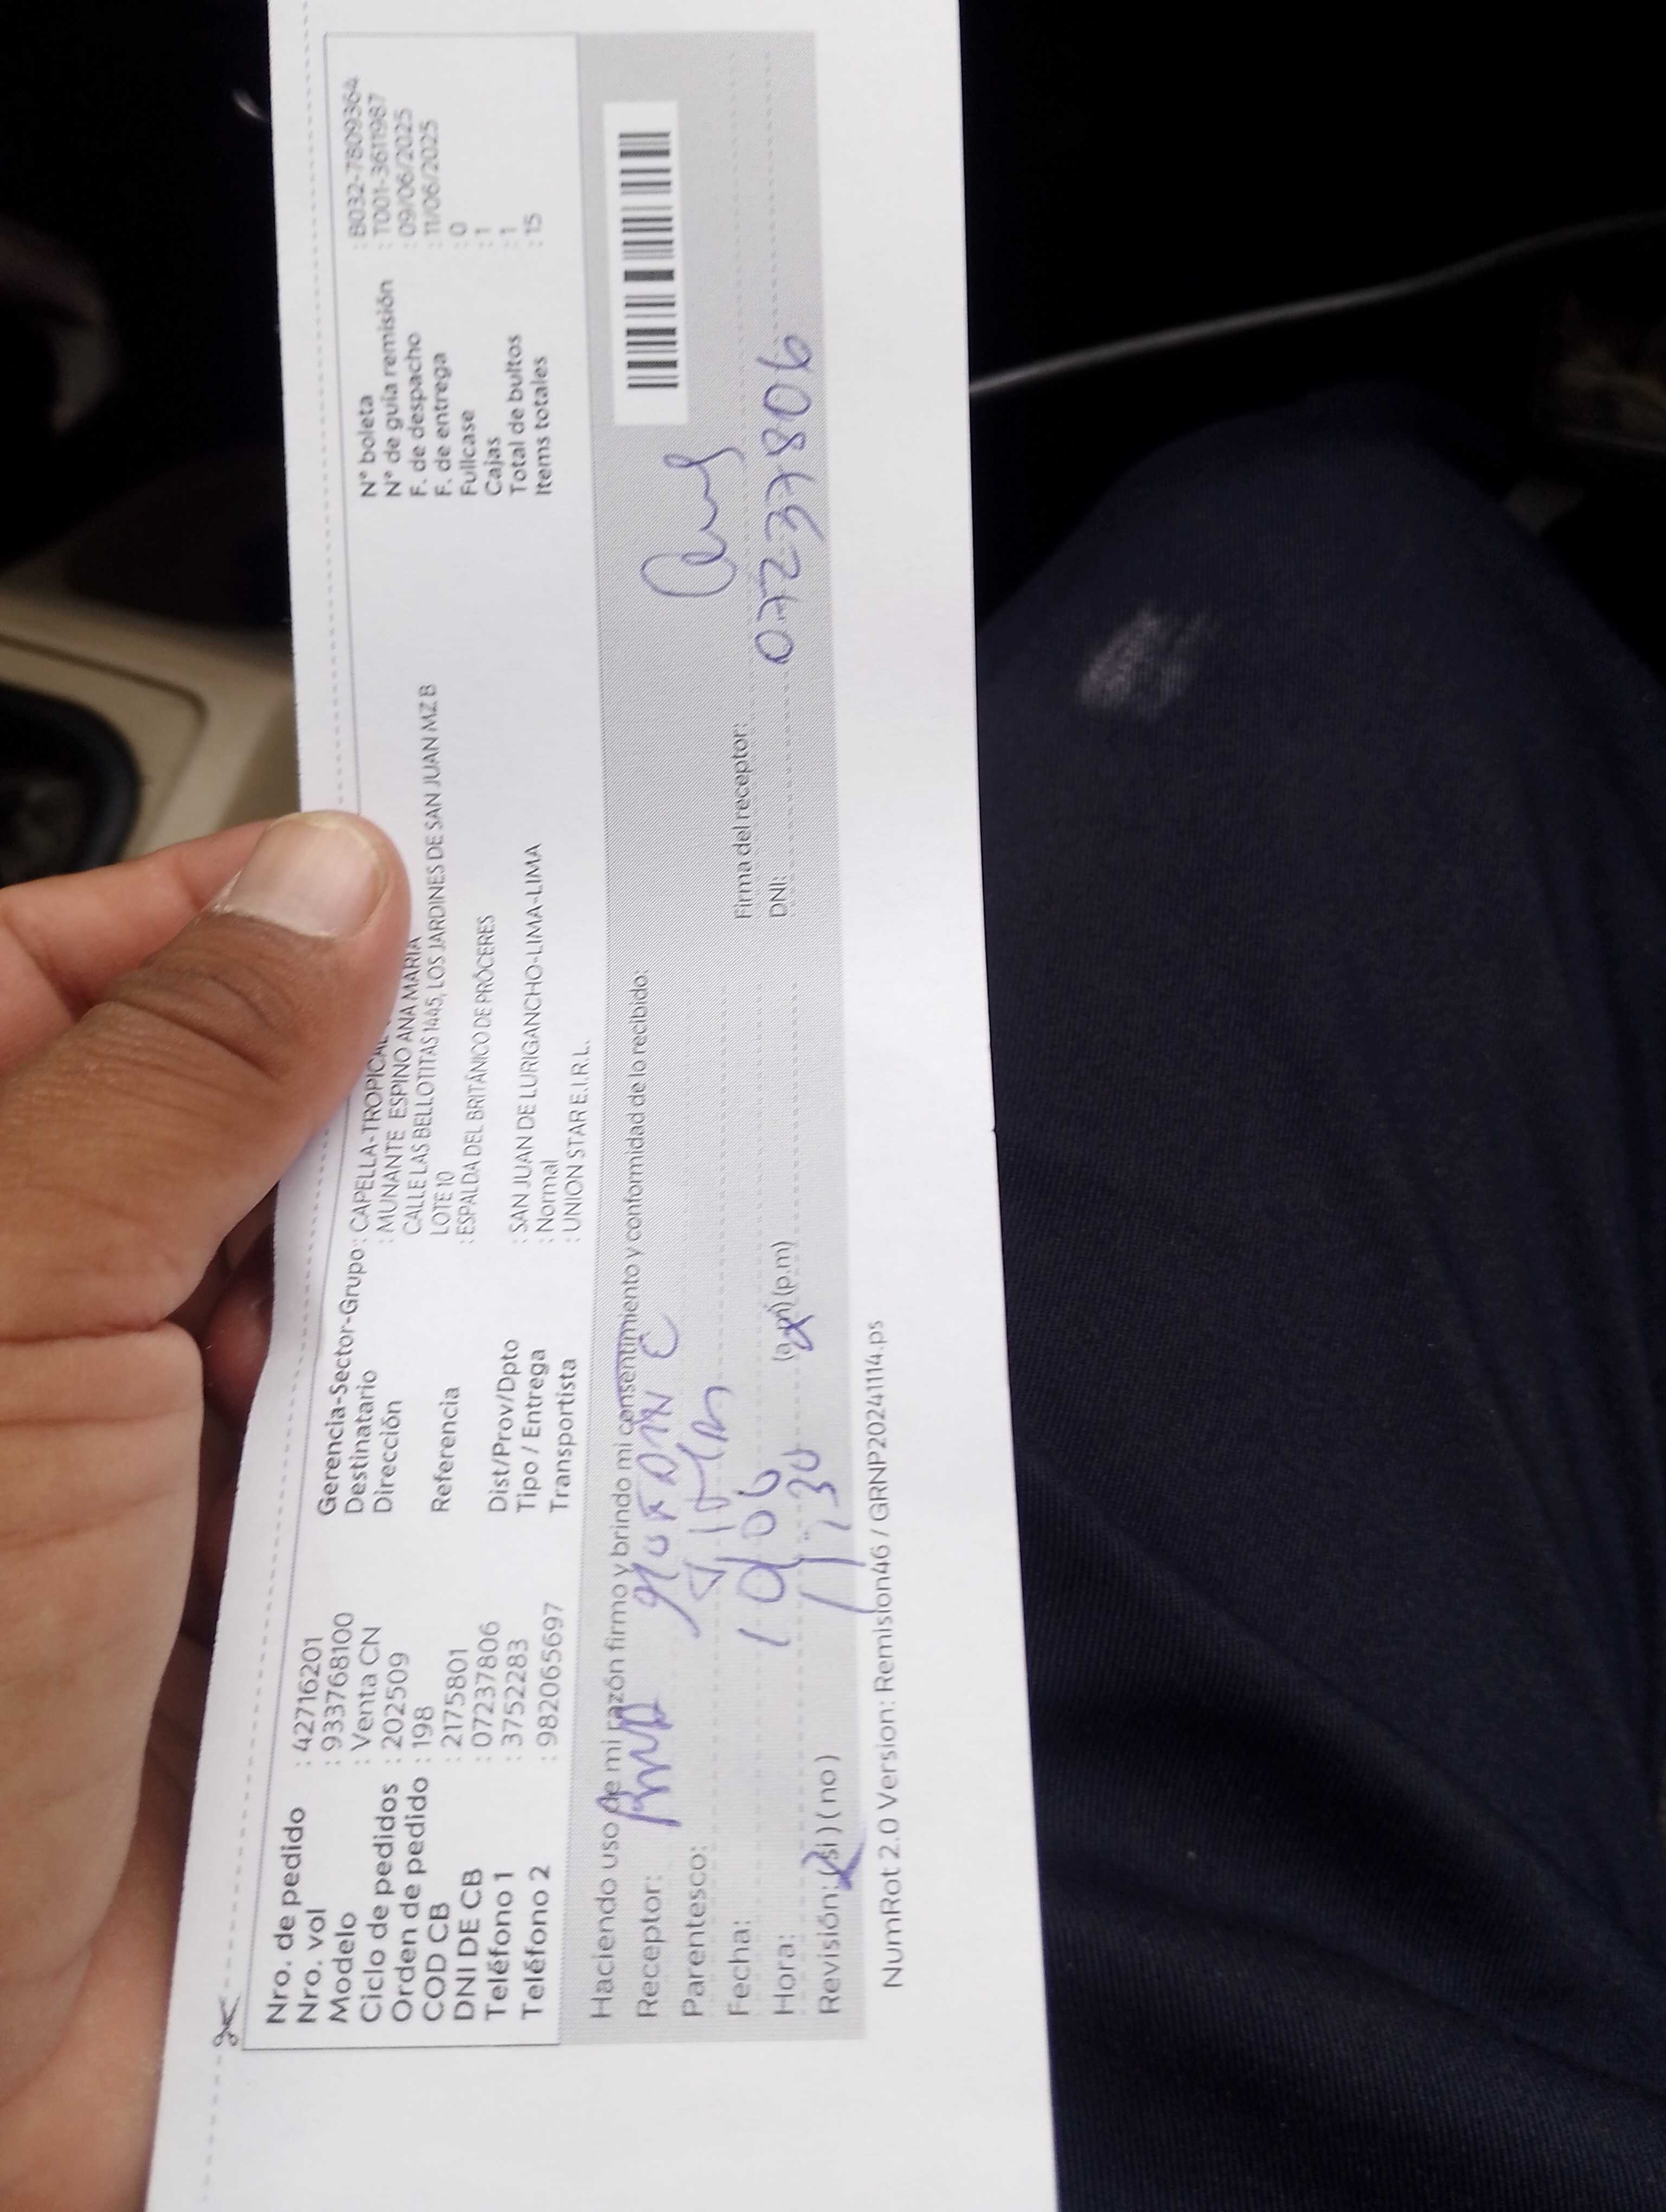 Nro. de pedido : 42716201
Nro. vol : 933768100
Modelo : Venta CN
Ciclo de pedidos : 202509
Orden de pedido : 198
COD CB : 2175801
DNI DE CB : 07237806
Teléfono 1 : 3752283
Teléfono 2 : 982065697
Gerencia-Sector-Grupo : CAPELLA-TROPICAL
Destinatario : MUNANTE ESPINO ANA MARIA
Dirección CALLE LAS BELLOTITAS 1445, LOS JARDINES DE SAN JUAN MZ B
LOTE 10
Referencia : ESPALDA DEL BRITÁNICO DE PRÓCERES
Dist/Prov/Dpto : SAN JUAN DE LURIGANCHO-LIMA-LIMA
Tipo / Entrega : Normal
Transportista : UNION STAR E.I.R.L.
N° boleta : B032-7809364
N° de guía remisión : T001-3611987
F. de despacho : 09/06/2025
F. de entrega : 11/06/2025
Fullcase : 0
Cajas : 1
Total de bultos : 1
Items totales : 15
Haciendo uso de mi razón firmo y brindo mi consentimiento y conformidad de lo recibido:
Receptor:
Parentesco:
Fecha:
Hora: (a.m) (p.m)
Revisión: (si) (no)
Firma del receptor:
DNI: 07237806
NumRot 2.0 Version: Remision46 / GRNP20241114.ps